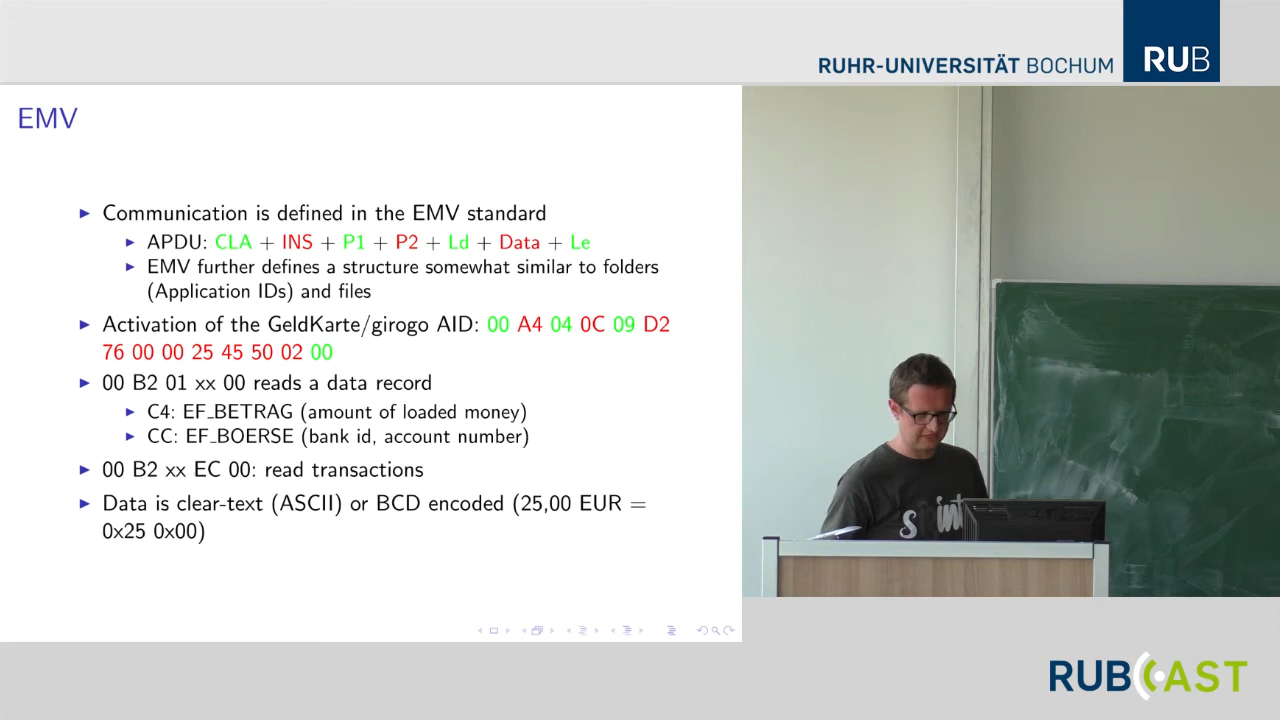 RUHR-UNIVERSITÄT BOCHUM
RUB
EMV
Communication is defined in the EMV standard
APDU: CLA + INS + P1 + P2 + Ld + Data + Le
EMV further defines a structure somewhat similar to folders
(Application IDs) and files
Activation of the GeldKarte/girogo AID: 00 A4 04 0C 09 D2
76 00 00 25 45 50 02 00
00 B2 01 xx 00 reads a data record
C4: EF_BETRAG (amount of loaded money)
CC: EF_BOERSE (bank id, account number)
00 B2 xx EC 00: read transactions
Data is clear-text (ASCII) or BCD encoded (25,00 EUR =
0x25 0x00)
RUBCAST